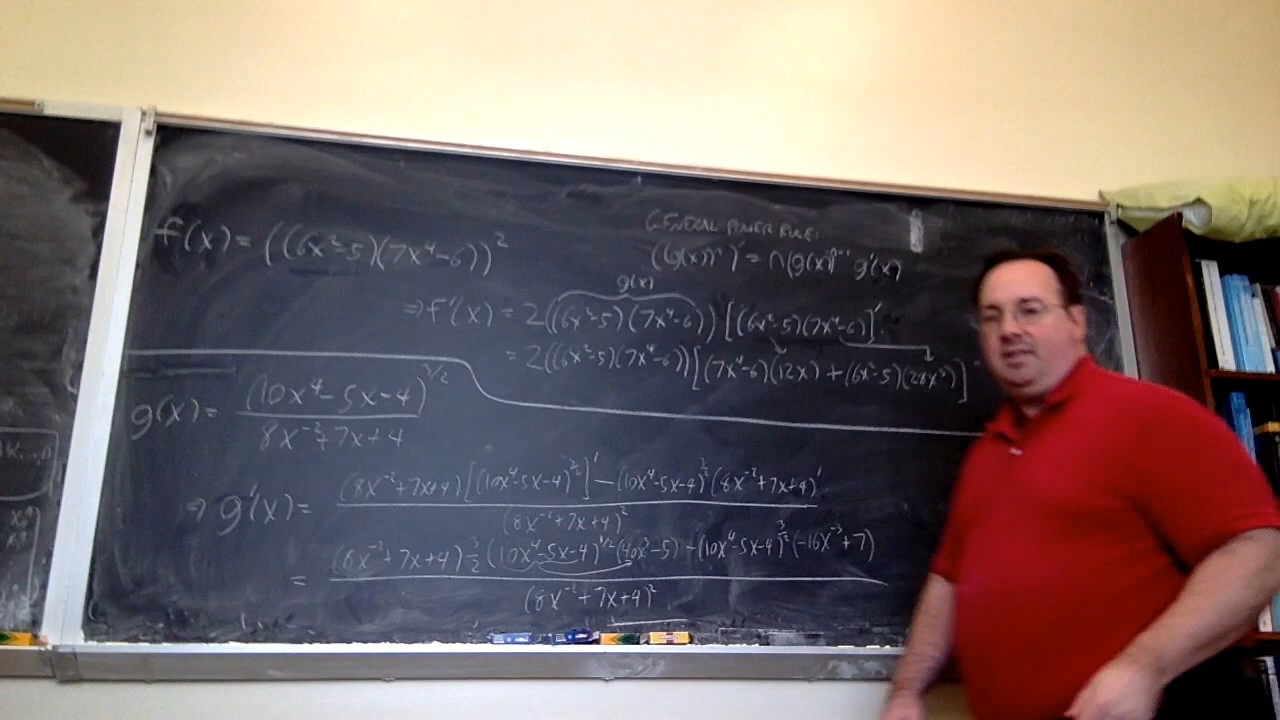 f(x) = ((6x²-5)(7x⁴-6))²
GENERAL POWER RULE:
((g(x))ⁿ)' = n(g(x))ⁿ⁻¹ g'(x)
g(x)
⇒ f'(x) = 2((6x²-5)(7x⁴-6)) [(6x²-5)(7x⁴-6)]'
= 2((6x²-5)(7x⁴-6)) [(7x⁴-6)(12x) + (6x²-5)(28x³)]
g(x) = (10x⁴-5x-4)^3/2
8x⁻²+7x+4
⇒ g'(x) = (8x⁻²+7x+4)[(10x⁴-5x-4)^3/2]' - (10x⁴-5x-4)^3/2 (8x⁻²+7x+4)'
(8x⁻²+7x+4)²
= (8x⁻²+7x+4) 3/2 (10x⁴-5x-4)^1/2 (40x³-5) - (10x⁴-5x-4)^3/2 (-16x⁻³+7)
(8x⁻²+7x+4)²